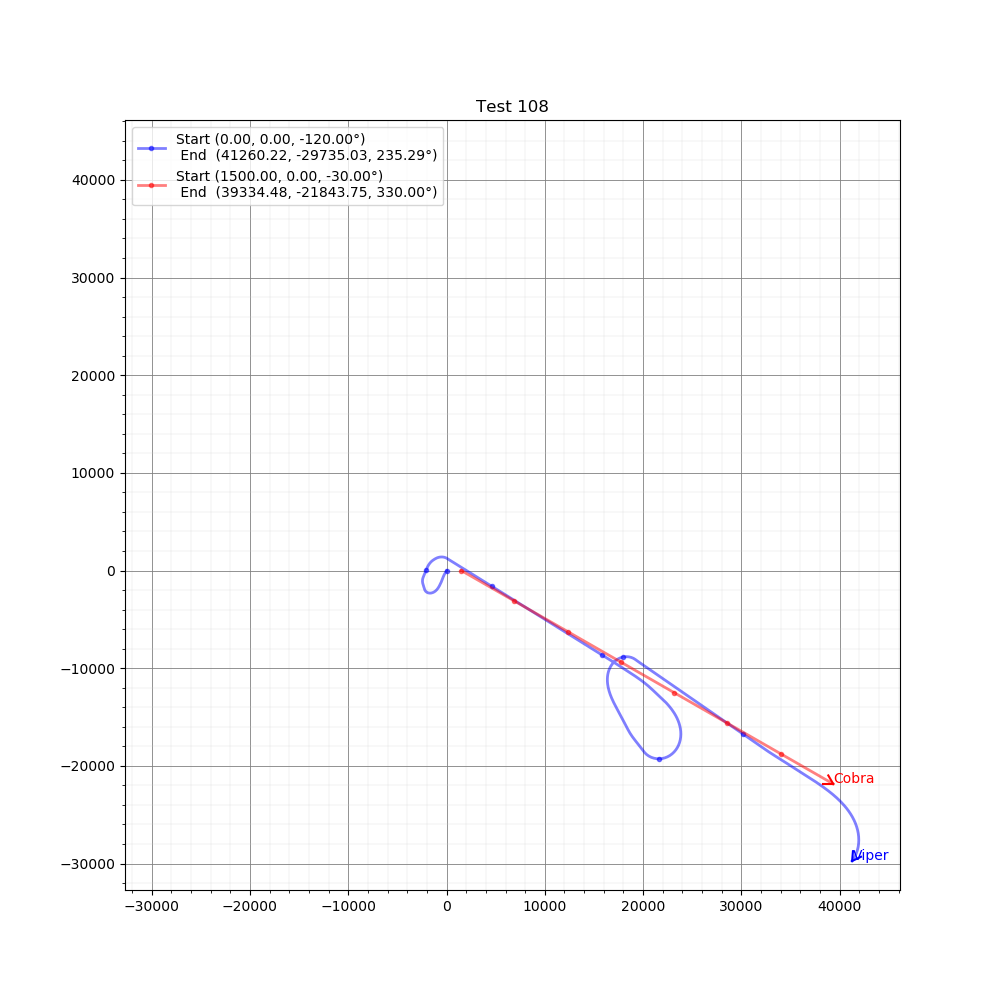 Test 108
Start (0.00, 0.00, -120.00°)
End  (41260.22, -29735.03, 235.29°)
Start (1500.00, 0.00, -30.00°)
End  (39334.48, -21843.75, 330.00°)
40000
30000
20000
10000
0
−10000
−20000
−30000
Cobra
Viper
−30000 −20000 −10000 0 10000 20000 30000 40000